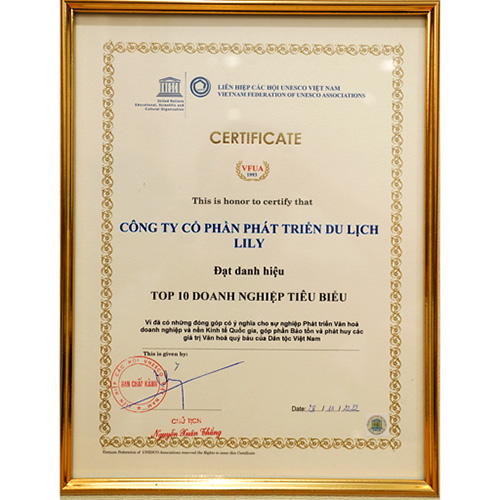 LIÊN HIỆP CÁC HỘI UNESCO VIỆT NAM
VIETNAM FEDERATION OF UNESCO ASSOCIATIONS
United Nations
Educational, Scientific and
Cultural Organization
CERTIFICATE
VFUA
1993
This is honor to certify that
CÔNG TY CỔ PHẦN PHÁT TRIỂN DU LỊCH
LILY
Đạt danh hiệu
TOP 10 DOANH NGHIỆP TIÊU BIỂU
Vì đã có những đóng góp có ý nghĩa cho sự nghiệp Phát triển Văn hoá
doanh nghiệp và nền Kinh tế Quốc gia, góp phần Bảo tồn và phát huy các
giá trị Văn hoá quý báu của Dân tộc Việt Nam
This is given by:
BAN CHẤP HÀNH
CHỦ TỊCH
Nguyễn Xuân Thắng
Date:
Vietnam Federation of UNESCO Associations reserved the Rights to issue this Certificate